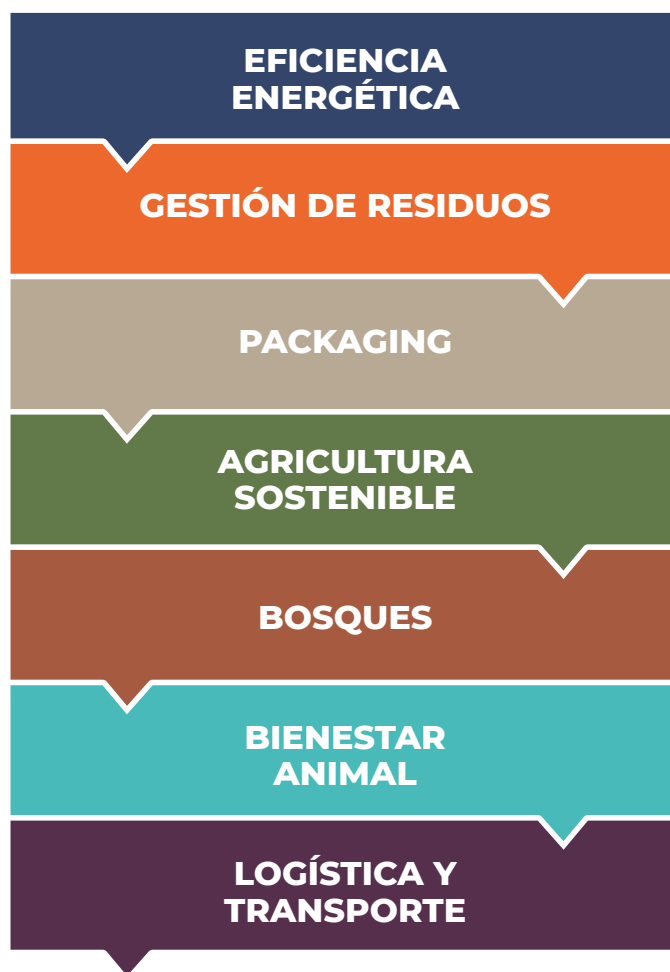 EFICIENCIA
ENERGÉTICA
GESTIÓN DE RESIDUOS
PACKAGING
AGRICULTURA
SOSTENIBLE
BOSQUES
BIENESTAR
ANIMAL
LOGÍSTICA Y
TRANSPORTE